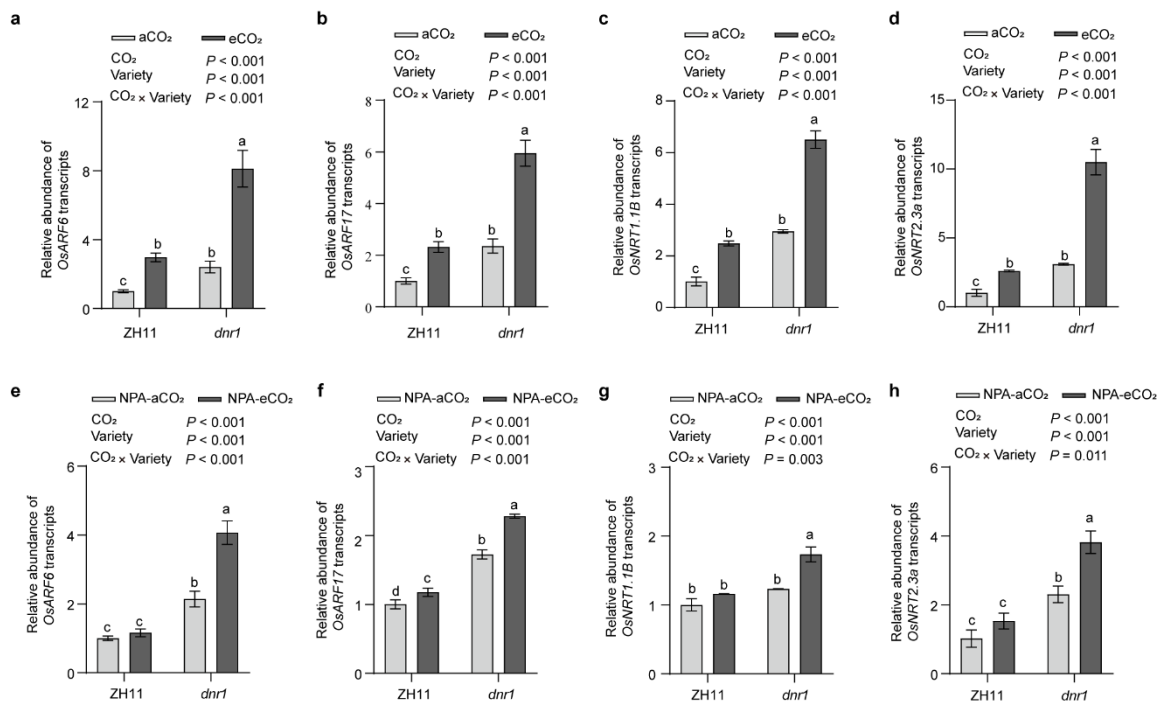 a
aCO₂ eCO₂
CO₂ P < 0.001
Variety P < 0.001
CO₂ × Variety P < 0.001
Relative abundance of
OsARF6 transcripts
12
8
4
0
c
b
b
a
ZH11 dnr1
b
aCO₂ eCO₂
CO₂ P < 0.001
Variety P < 0.001
CO₂ × Variety P < 0.001
Relative abundance of
OsARF17 transcripts
8
6
4
2
0
c
b
b
a
ZH11 dnr1
c
aCO₂ eCO₂
CO₂ P < 0.001
Variety P < 0.001
CO₂ × Variety P < 0.001
Relative abundance of
OsNRT1.1B transcripts
8
6
4
2
0
c
b
b
a
ZH11 dnr1
d
aCO₂ eCO₂
CO₂ P < 0.001
Variety P < 0.001
CO₂ × Variety P < 0.001
Relative abundance of
OsNRT2.3a transcripts
15
10
5
0
c
b
b
a
ZH11 dnr1
e
NPA-aCO₂ NPA-eCO₂
CO₂ P < 0.001
Variety P < 0.001
CO₂ × Variety P < 0.001
Relative abundance of
OsARF6 transcripts
6
4
2
0
c
c
b
a
ZH11 dnr1
f
NPA-aCO₂ NPA-eCO₂
CO₂ P < 0.001
Variety P < 0.001
CO₂ × Variety P < 0.001
Relative abundance of
OsARF17 transcripts
3
2
1
0
d
c
b
a
ZH11 dnr1
g
NPA-aCO₂ NPA-eCO₂
CO₂ P < 0.001
Variety P < 0.001
CO₂ × Variety P = 0.003
Relative abundance of
OsNRT1.1B transcripts
3
2
1
0
b
b
b
a
ZH11 dnr1
h
NPA-aCO₂ NPA-eCO₂
CO₂ P < 0.001
Variety P < 0.001
CO₂ × Variety P = 0.011
Relative abundance of
OsNRT2.3a transcripts
6
4
2
0
c
c
b
a
ZH11 dnr1